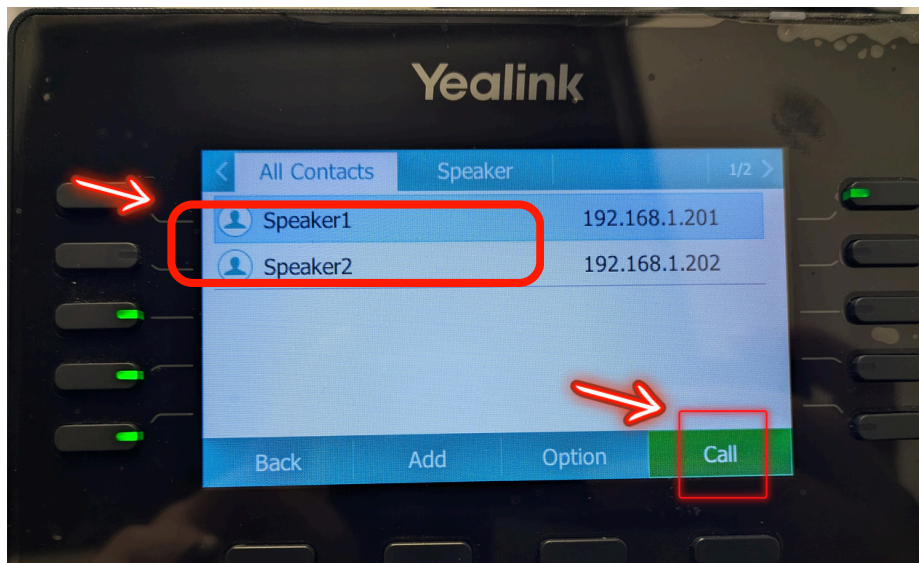 Yealink
All Contacts Speaker 1/2
Speaker1 192.168.1.201
Speaker2 192.168.1.202
Back Add Option Call